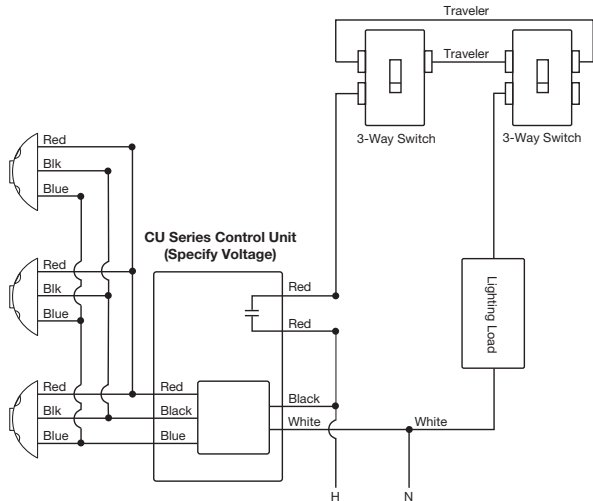 Traveler
Traveler
3-Way Switch
3-Way Switch
Red
Blk
Blue
CU Series Control Unit
(Specify Voltage)
Red
Blk
Blue
Red
Red
Lighting Load
Red
Blk
Blue
Red
Black
Blue
Black
White
White
H
N